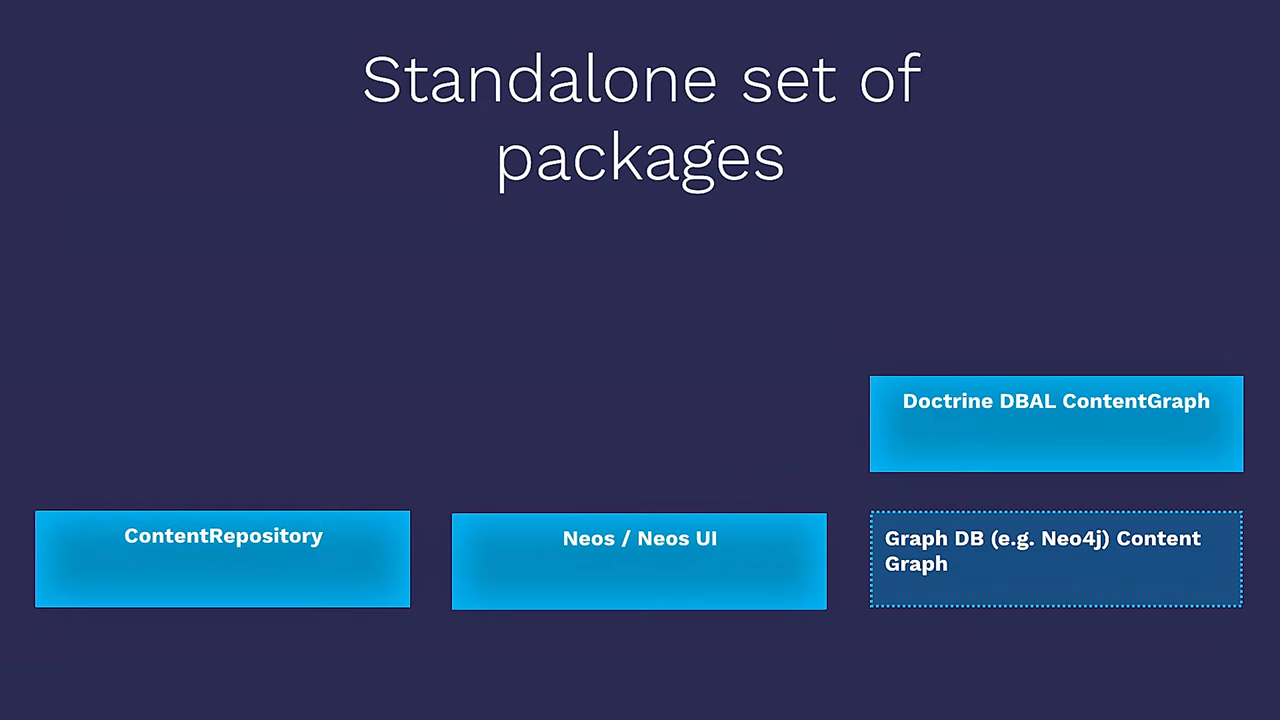 Standalone set of
packages
Doctrine DBAL ContentGraph
ContentRepository
Neos / Neos UI
Graph DB (e.g. Neo4j) Content
Graph